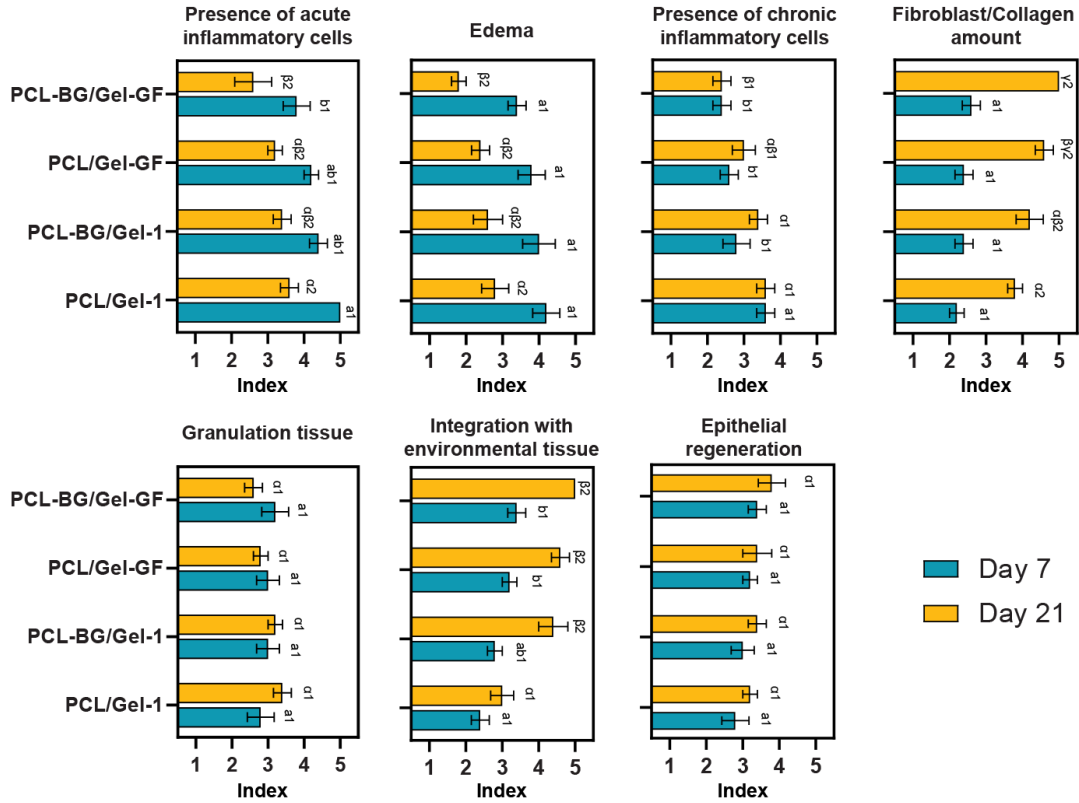 Presence of acute
inflammatory cells
Edema
Presence of chronic
inflammatory cells
Fibroblast/Collagen
amount
PCL-BG/Gel-GF
PCL/Gel-GF
PCL-BG/Gel-1
PCL/Gel-1
β2
b1
αβ2
ab1
αβ2
ab1
α2
a1
1 2 3 4 5
Index
β2
a1
αβ2
a1
αβ2
a1
α2
a1
1 2 3 4 5
Index
β1
b1
αβ1
b1
α1
b1
α1
a1
1 2 3 4 5
Index
γ2
a1
βγ2
a1
αβ2
a1
α2
a1
1 2 3 4 5
Index
Granulation tissue
Integration with
environmental tissue
Epithelial
regeneration
PCL-BG/Gel-GF
PCL/Gel-GF
PCL-BG/Gel-1
PCL/Gel-1
α1
a1
α1
a1
α1
a1
α1
a1
1 2 3 4 5
Index
β2
b1
β2
b1
β2
ab1
α1
a1
1 2 3 4 5
Index
α1
a1
α1
a1
α1
a1
α1
a1
1 2 3 4 5
Index
Day 7
Day 21